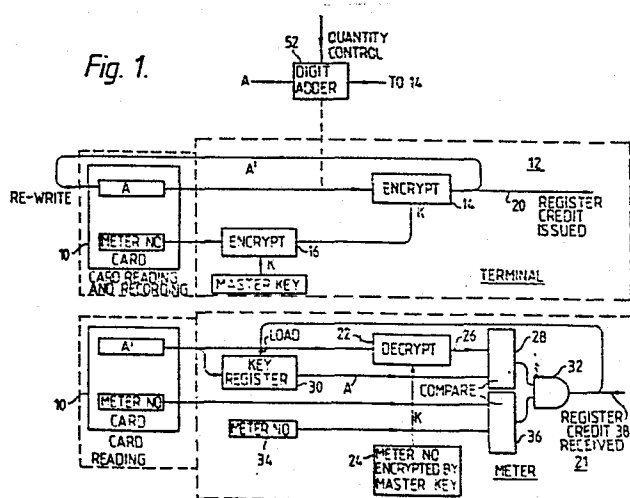 Fig. 1.
52
QUANTITY
CONTROL
A
DIGIT
ADDER
TO 14
A'
12
RE-WRITE
A
ENCRYPT
14
20
REGISTER
CREDIT
ISSUED
K
10
METER NO
CARD
ENCRYPT
16
CARD READING
AND RECORDING
K
MASTER KEY
TERMINAL
A'
LOAD
22
DECRYPT
26
28
KEY
REGISTER
30
A
32
COMPARE
10
METER NO
CARD
K
REGISTER
CREDIT 38
RECEIVED
21
CARD
READING
METER NO
34
24
METER NO
ENCRYPTED BY
MASTER KEY
36
METER